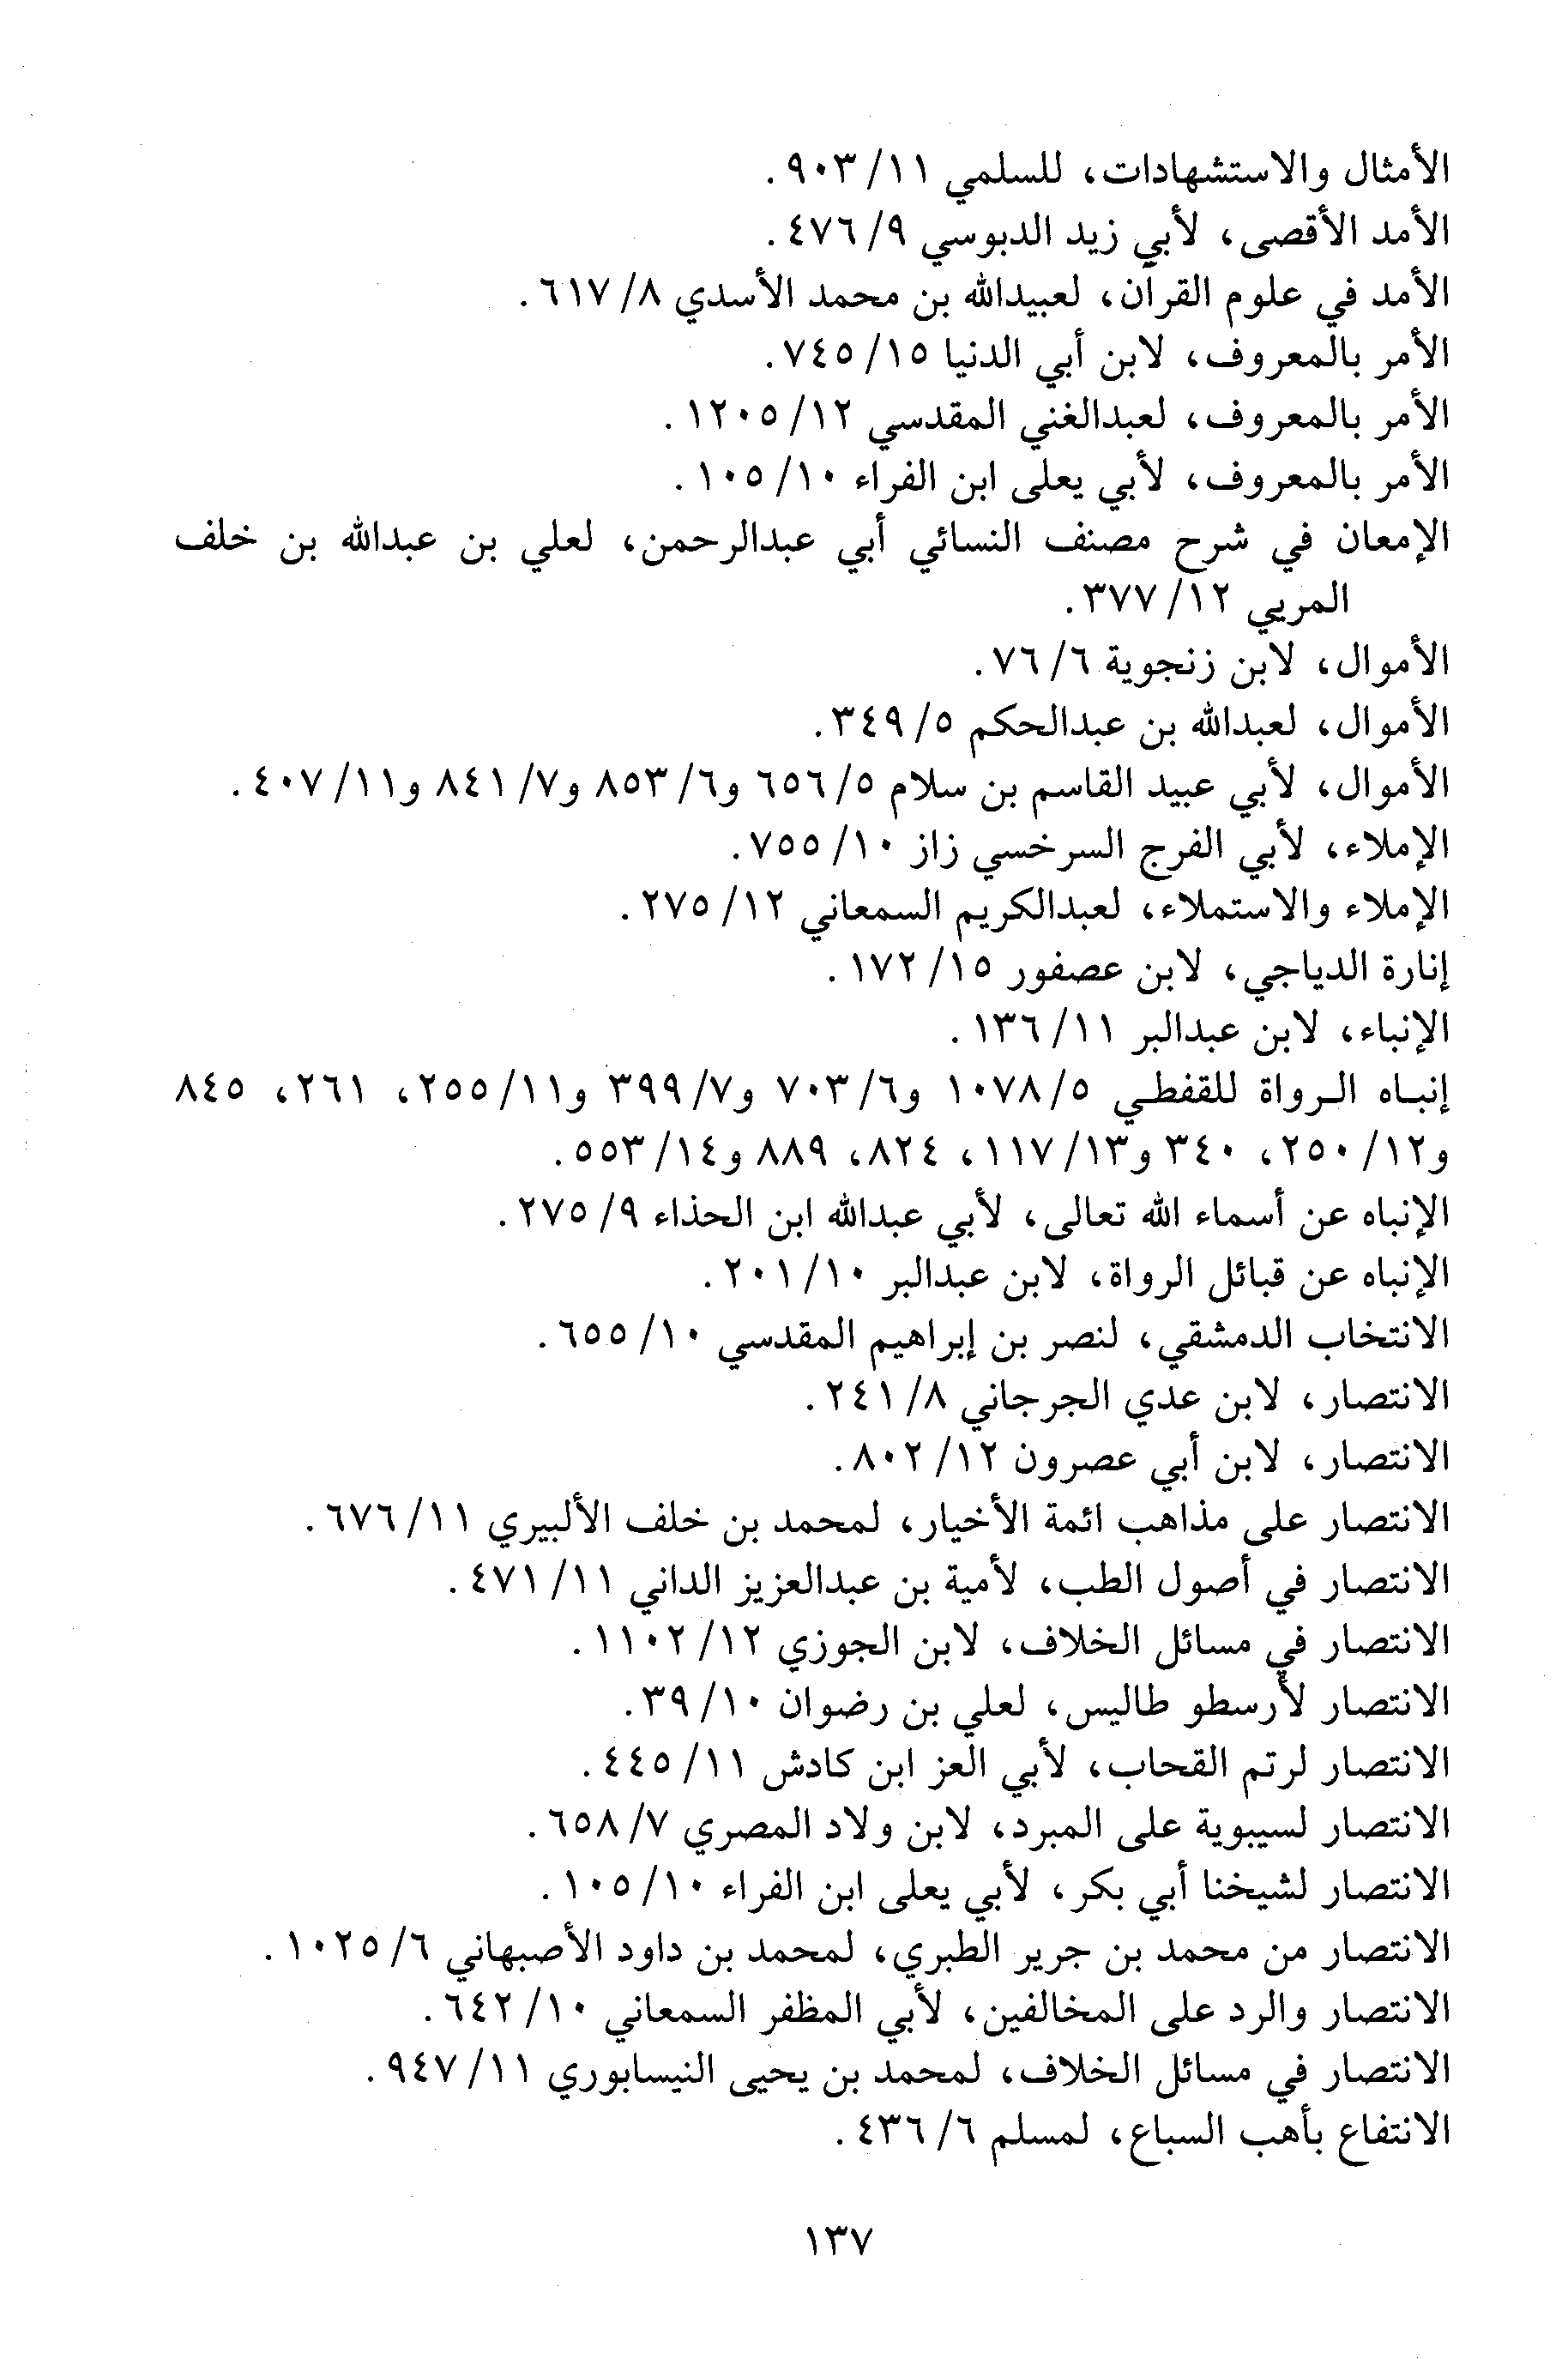 الأمثال والاستشهادات، للسلمي ١١/ ٩٠٣.
الأمد الأقصى، لأبي زيد الدبوسي ٩/ ٤٧٦.
الأمد في علوم القرآن، لعبيدالله بن محمد الأسدي ٨/ ٦١٧.
الأمر بالمعروف، لابن أبي الدنيا ١٥/ ٧٤٥.
الأمر بالمعروف، لعبدالغني المقدسي ١٢/ ١٢٠٥.
الأمر بالمعروف، لأبي يعلى ابن الفراء ١٠/ ١٠٥.
الإمعان في شرح مصنف النسائي أبي عبدالرحمن، لعلي بن عبدالله بن خلف
المريي ١٢/ ٣٧٧.
الأموال، لابن زنجوية ٦/ ٧٦.
الأموال، لعبدالله بن عبدالحكم ٥/ ٣٤٩.
الأموال، لأبي عبيد القاسم بن سلام ٥/ ٦٥٦ و٦/ ٨٥٣ و٧/ ٨٤١ و١١/ ٤٠٧.
الإملاء، لأبي الفرج السرخسي زاز ١٠/ ٧٥٥.
الإملاء والاستملاء، لعبدالكريم السمعاني ١٢/ ٢٧٥.
إنارة الدياجي، لابن عصفور ١٥/ ١٧٢.
الإنباء، لابن عبدالبر ١١/ ١٣٦.
إنبـاه الـرواة للقفطـي ٥/ ١٠٧٨ و٦/ ٧٠٣ و٧/ ٣٩٩ و١١/ ٢٥٥، ٢٦١، ٨٤٥
و١٢/ ٢٥٠، ٣٤٠ و١٣/ ١١٧، ٨٢٤، ٨٨٩ و١٤/ ٥٥٣.
الإنباه عن أسماء الله تعالى، لأبي عبدالله ابن الحذاء ٩/ ٢٧٥.
الإنباه عن قبائل الرواة، لابن عبدالبر ١٠/ ٢٠١.
الانتخاب الدمشقي، لنصر بن إبراهيم المقدسي ١٠/ ٦٥٥.
الانتصار، لابن عدي الجرجاني ٨/ ٢٤١.
الانتصار، لابن أبي عصرون ١٢/ ٨٠٢.
الانتصار على مذاهب ائمة الأخيار، لمحمد بن خلف الألبيري ١١/ ٦٧٦.
الانتصار في أصول الطب، لأمية بن عبدالعزيز الداني ١١/ ٤٧١.
الانتصار في مسائل الخلاف، لابن الجوزي ١٢/ ١١٠٢.
الانتصار لأرسطو طاليس، لعلي بن رضوان ١٠/ ٣٩.
الانتصار لرتم القحاب، لأبي العز ابن كادش ١١/ ٤٤٥.
الانتصار لسيبوية على المبرد، لابن ولاد المصري ٧/ ٦٥٨.
الانتصار لشيخنا أبي بكر، لأبي يعلى ابن الفراء ١٠/ ١٠٥.
الانتصار من محمد بن جرير الطبري، لمحمد بن داود الأصبهاني ٦/ ١٠٢٥.
الانتصار والرد على المخالفين، لأبي المظفر السمعاني ١٠/ ٦٤٢.
الانتصار في مسائل الخلاف، لمحمد بن يحيى النيسابوري ١١/ ٩٤٧.
الانتفاع بأهب السباع، لمسلم ٦/ ٤٣٦.
١٣٧